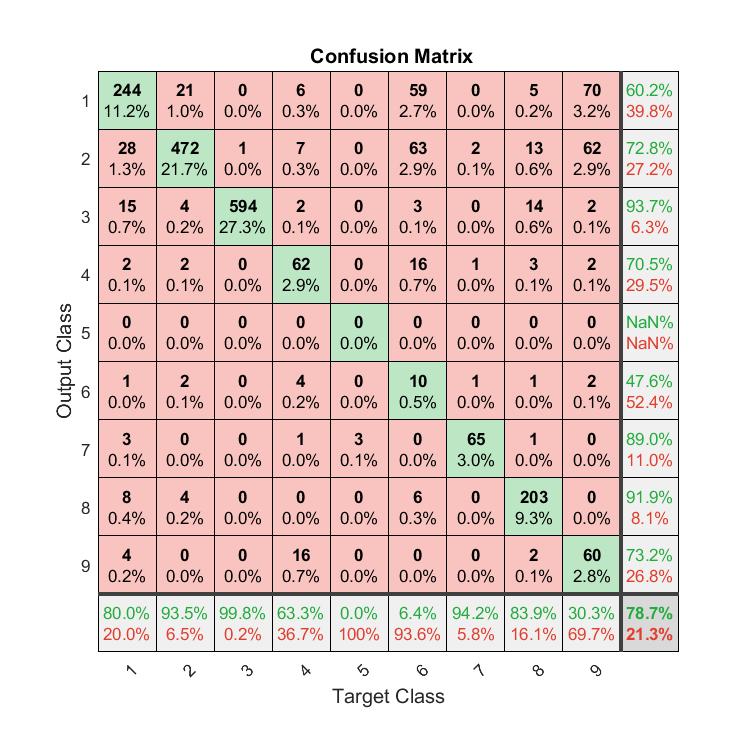 Confusion Matrix
244 21 0 6 0 59 0 5 70 60.2%
1
11.2% 1.0% 0.0% 0.3% 0.0% 2.7% 0.0% 0.2% 3.2% 39.8%
28 472 1 7 0 63 2 13 62 72.8%
2
1.3% 21.7% 0.0% 0.3% 0.0% 2.9% 0.1% 0.6% 2.9% 27.2%
15 4 594 2 0 3 0 14 2 93.7%
3
0.7% 0.2% 27.3% 0.1% 0.0% 0.1% 0.0% 0.6% 0.1% 6.3%
2 2 0 62 0 16 1 3 2 70.5%
4
0.1% 0.1% 0.0% 2.9% 0.0% 0.7% 0.0% 0.1% 0.1% 29.5%
0 0 0 0 0 0 0 0 0 NaN%
5
0.0% 0.0% 0.0% 0.0% 0.0% 0.0% 0.0% 0.0% 0.0% NaN%
Output Class
1 2 0 4 0 10 1 1 2 47.6%
6
0.0% 0.1% 0.0% 0.2% 0.0% 0.5% 0.0% 0.0% 0.1% 52.4%
3 0 0 1 3 0 65 1 0 89.0%
7
0.1% 0.0% 0.0% 0.0% 0.1% 0.0% 3.0% 0.0% 0.0% 11.0%
8 4 0 0 0 6 0 203 0 91.9%
8
0.4% 0.2% 0.0% 0.0% 0.0% 0.3% 0.0% 9.3% 0.0% 8.1%
4 0 0 16 0 0 0 2 60 73.2%
9
0.2% 0.0% 0.0% 0.7% 0.0% 0.0% 0.0% 0.1% 2.8% 26.8%
80.0% 93.5% 99.8% 63.3% 0.0% 6.4% 94.2% 83.9% 30.3% 78.7%
20.0% 6.5% 0.2% 36.7% 100% 93.6% 5.8% 16.1% 69.7% 21.3%
1 2 3 4 5 6 7 8 9
Target Class